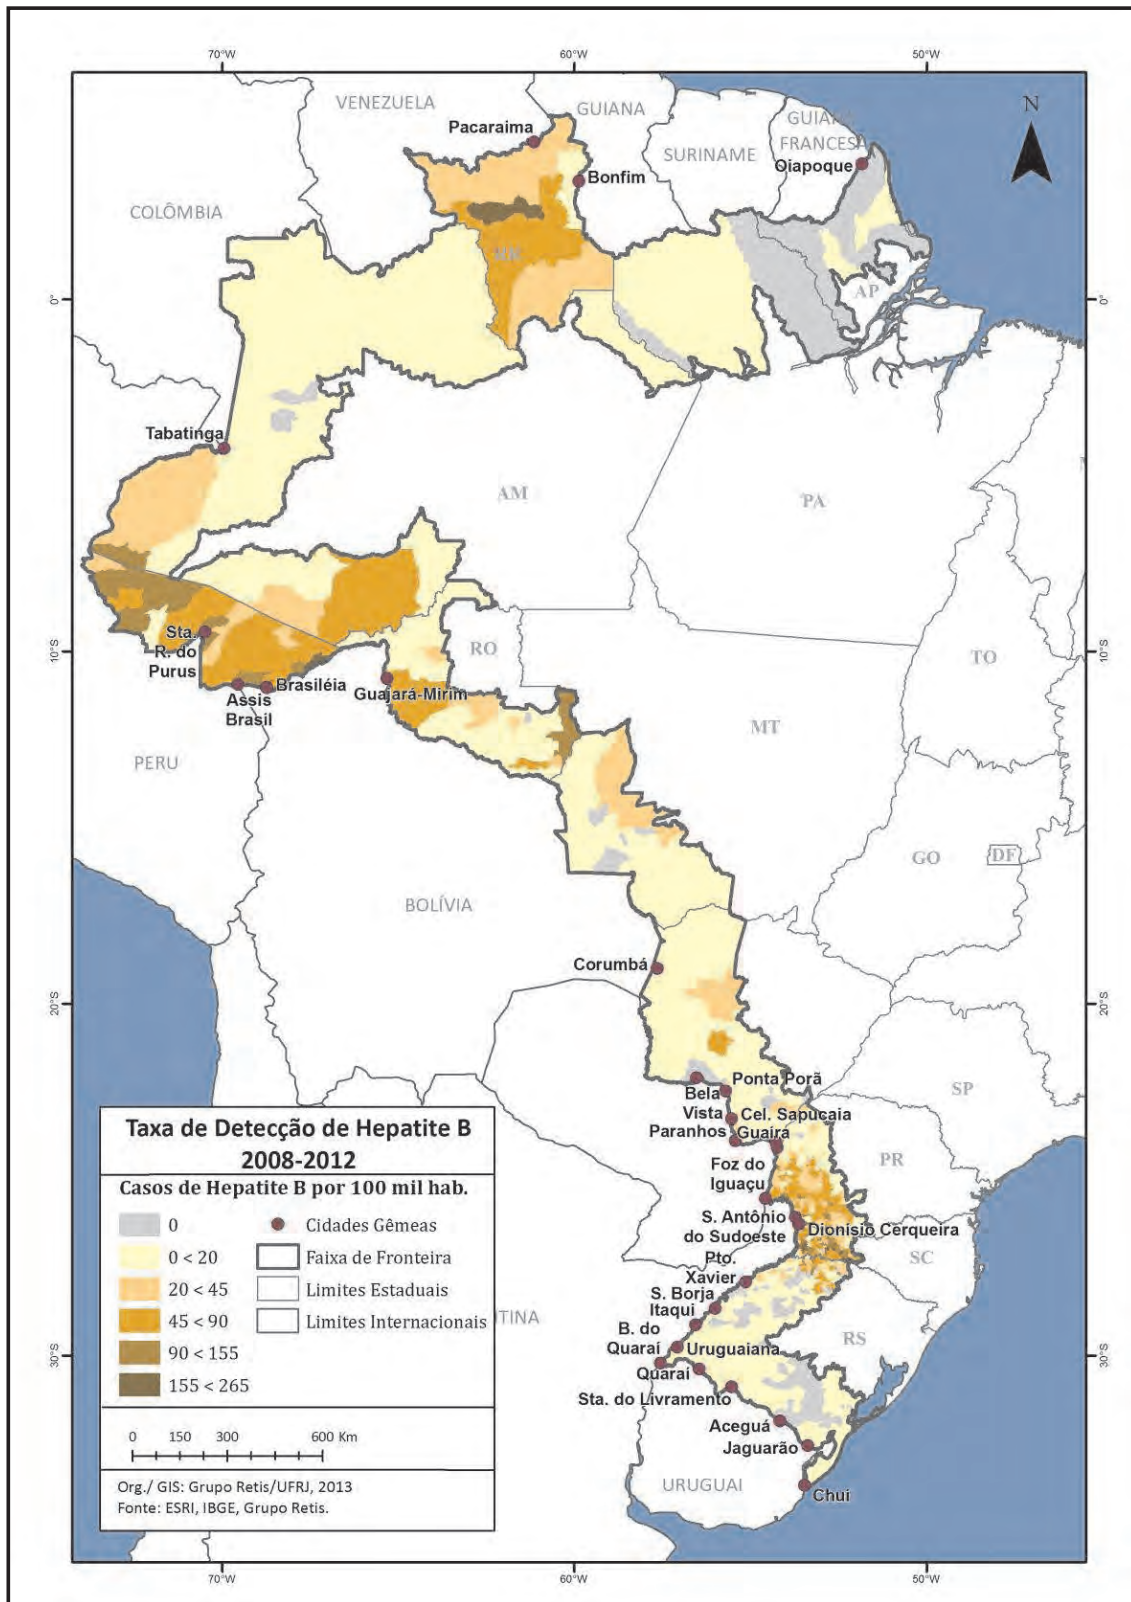 70°W
60°W
50°W
VENEZUELA
GUIANA
N
Pacaraima
SURINAME
GUIANA
FRANCESA
Oiapoque
Bonfim
COLÔMBIA
RR
0°
AP
0°
Tabatinga
AM
PA
Sta.
R. do
Purus
10°S
RO
TO
10°S
Brasiléia
Assis
Brasil
Guajará-Mirim
MT
PERU
GO
DF
BOLÍVIA
Corumbá
20°S
20°S
Ponta Porã
Bela
Vista
SP
Cel. Sapucaia
Paranhos
Guaíra
PR
Foz do
Iguaçu
S. Antônio
do Sudoeste
Dionísio Cerqueira
SC
Pto.
Xavier
S. Borja
Itaqui
TINA
B. do
Quaraí
Uruguaiana
RS
30°S
30°S
Quaraí
Sta. do Livramento
Aceguá
Jaguarão
URUGUAI
Chui
Taxa de Detecção de Hepatite B
2008-2012
Casos de Hepatite B por 100 mil hab.
0
Cidades Gêmeas
0 < 20
Faixa de Fronteira
20 < 45
Limites Estaduais
45 < 90
Limites Internacionais
90 < 155
155 < 265
0 150 300 600 Km
Org./ GIS: Grupo Retis/UFRJ, 2013
Fonte: ESRI, IBGE, Grupo Retis.
70°W
60°W
50°W